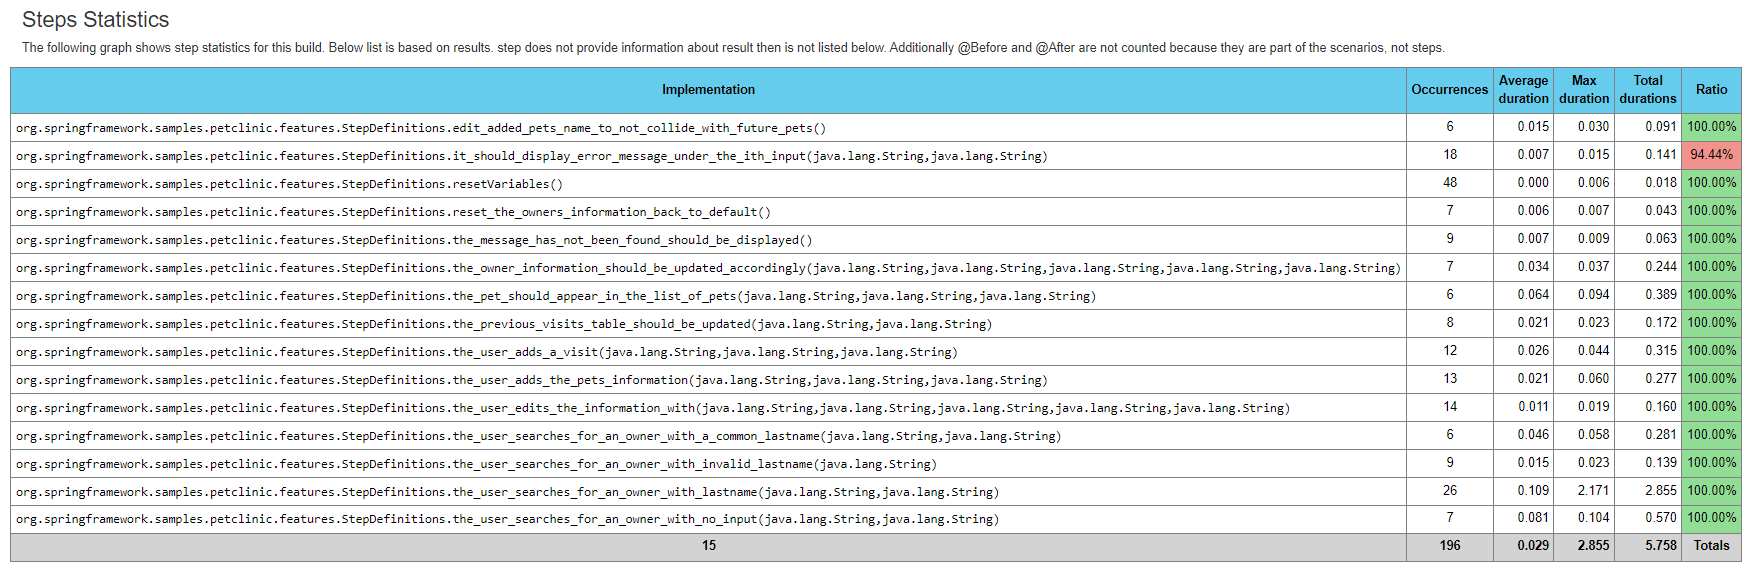 Steps Statistics
The following graph shows step statistics for this build. Below list is based on results. step does not provide information about result then is not listed below. Additionally @Before and @After are not counted because they are part of the scenarios, not steps.
Implementation Occurrences Average duration Max duration Total durations Ratio
org.springframework.samples.petclinic.features.StepDefinitions.edit_added_pets_name_to_not_collide_with_future_pets() 6 0.015 0.030 0.091 100.00%
org.springframework.samples.petclinic.features.StepDefinitions.it_should_display_error_message_under_the_ith_input(java.lang.String,java.lang.String) 18 0.007 0.015 0.141 94.44%
org.springframework.samples.petclinic.features.StepDefinitions.resetVariables() 48 0.000 0.006 0.018 100.00%
org.springframework.samples.petclinic.features.StepDefinitions.reset_the_owners_information_back_to_default() 7 0.006 0.007 0.043 100.00%
org.springframework.samples.petclinic.features.StepDefinitions.the_message_has_not_been_found_should_be_displayed() 9 0.007 0.009 0.063 100.00%
org.springframework.samples.petclinic.features.StepDefinitions.the_owner_information_should_be_updated_accordingly(java.lang.String,java.lang.String,java.lang.String,java.lang.String,java.lang.String) 7 0.034 0.037 0.244 100.00%
org.springframework.samples.petclinic.features.StepDefinitions.the_pet_should_appear_in_the_list_of_pets(java.lang.String,java.lang.String,java.lang.String) 6 0.064 0.094 0.389 100.00%
org.springframework.samples.petclinic.features.StepDefinitions.the_previous_visits_table_should_be_updated(java.lang.String,java.lang.String) 8 0.021 0.023 0.172 100.00%
org.springframework.samples.petclinic.features.StepDefinitions.the_user_adds_a_visit(java.lang.String,java.lang.String,java.lang.String) 12 0.026 0.044 0.315 100.00%
org.springframework.samples.petclinic.features.StepDefinitions.the_user_adds_the_pets_information(java.lang.String,java.lang.String,java.lang.String) 13 0.021 0.060 0.277 100.00%
org.springframework.samples.petclinic.features.StepDefinitions.the_user_edits_the_information_with(java.lang.String,java.lang.String,java.lang.String,java.lang.String,java.lang.String) 14 0.011 0.019 0.160 100.00%
org.springframework.samples.petclinic.features.StepDefinitions.the_user_searches_for_an_owner_with_a_common_lastname(java.lang.String,java.lang.String) 6 0.046 0.058 0.281 100.00%
org.springframework.samples.petclinic.features.StepDefinitions.the_user_searches_for_an_owner_with_invalid_lastname(java.lang.String) 9 0.015 0.023 0.139 100.00%
org.springframework.samples.petclinic.features.StepDefinitions.the_user_searches_for_an_owner_with_lastname(java.lang.String,java.lang.String) 26 0.109 2.171 2.855 100.00%
org.springframework.samples.petclinic.features.StepDefinitions.the_user_searches_for_an_owner_with_no_input(java.lang.String,java.lang.String) 7 0.081 0.104 0.570 100.00%
15 196 0.029 2.855 5.758 Totals